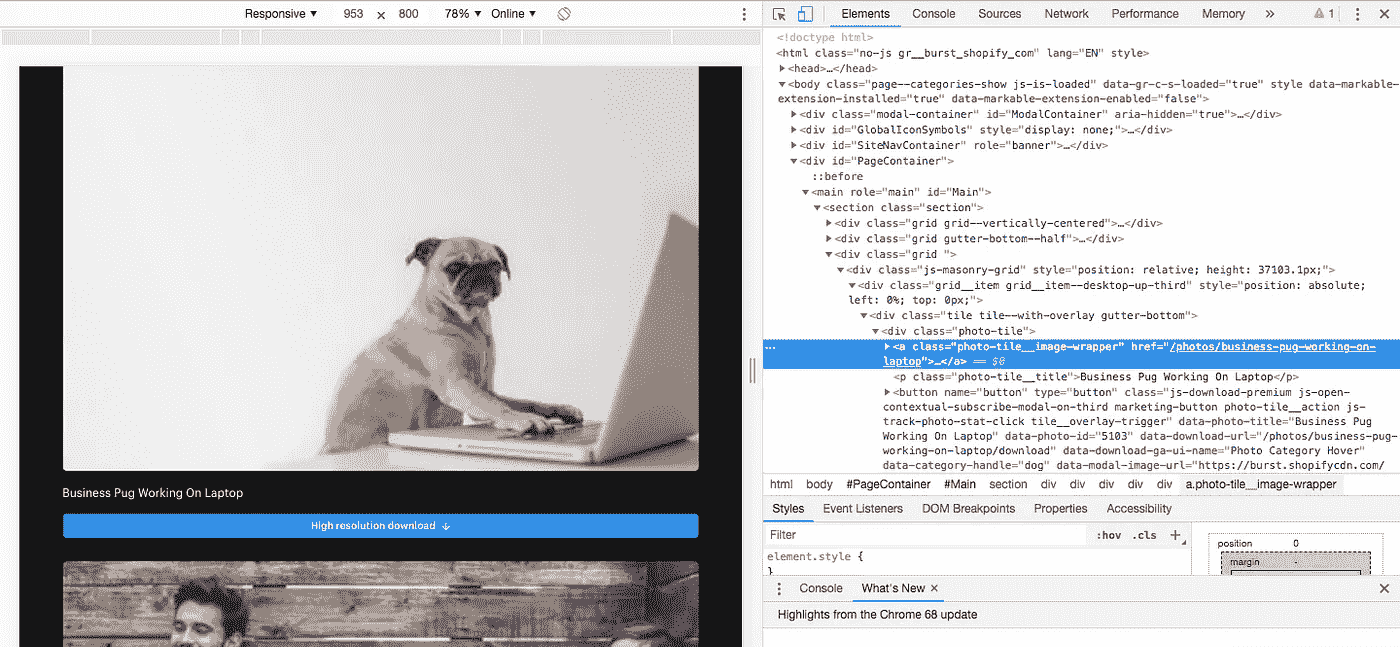 Responsive ▼ 953 × 800 78% ▼ Online ▼
Elements Console Sources Network Performance Memory » 1
<!doctype html>
<html class="no-js gr__burst_shopify_com" lang="EN" style>
<head>…</head>
<body class="page--categories-show js-is-loaded" data-gr-c-s-loaded="true" style data-markable-
extension-installed="true" data-markable-extension-enabled="false">
<div class="modal-container" id="ModalContainer" aria-hidden="true">…</div>
<div id="GlobalIconSymbols" style="display: none;">…</div>
<div id="SiteNavContainer" role="banner">…</div>
<div id="PageContainer">
::before
<main role="main" id="Main">
<section class="section">
<div class="grid grid--vertically-centered">…</div>
<div class="grid gutter-bottom--half">…</div>
<div class="grid ">
<div class="js-masonry-grid" style="position: relative; height: 37103.1px;">
<div class="grid__item grid__item--desktop-up-third" style="position: absolute;
left: 0%; top: 0px;">
<div class="tile tile--with-overlay gutter-bottom">
<div class="photo-tile">
<a class="photo-tile__image-wrapper" href="/photos/business-pug-working-on-
laptop">…</a> == $0
<p class="photo-tile__title">Business Pug Working On Laptop</p>
<button name="button" type="button" class="js-download-premium js-open-
contextual-subscribe-modal-on-third marketing-button photo-tile__action js-
track-photo-stat-click tile__overlay-trigger" data-photo-title="Business Pug
Working On Laptop" data-photo-id="5103" data-download-url="/photos/business-pug-
working-on-laptop/download" data-download-ga-ui-name="Photo Category Hover"
data-category-handle="dog" data-modal-image-url="https://burst.shopifycdn.com/
html body #PageContainer #Main section div div div div div a.photo-tile__image-wrapper
Styles Event Listeners DOM Breakpoints Properties Accessibility
Filter :hov .cls +
element.style {
}
position 0
margin -
Console What's New ×
Highlights from the Chrome 68 update
Business Pug Working On Laptop
High resolution download ↓